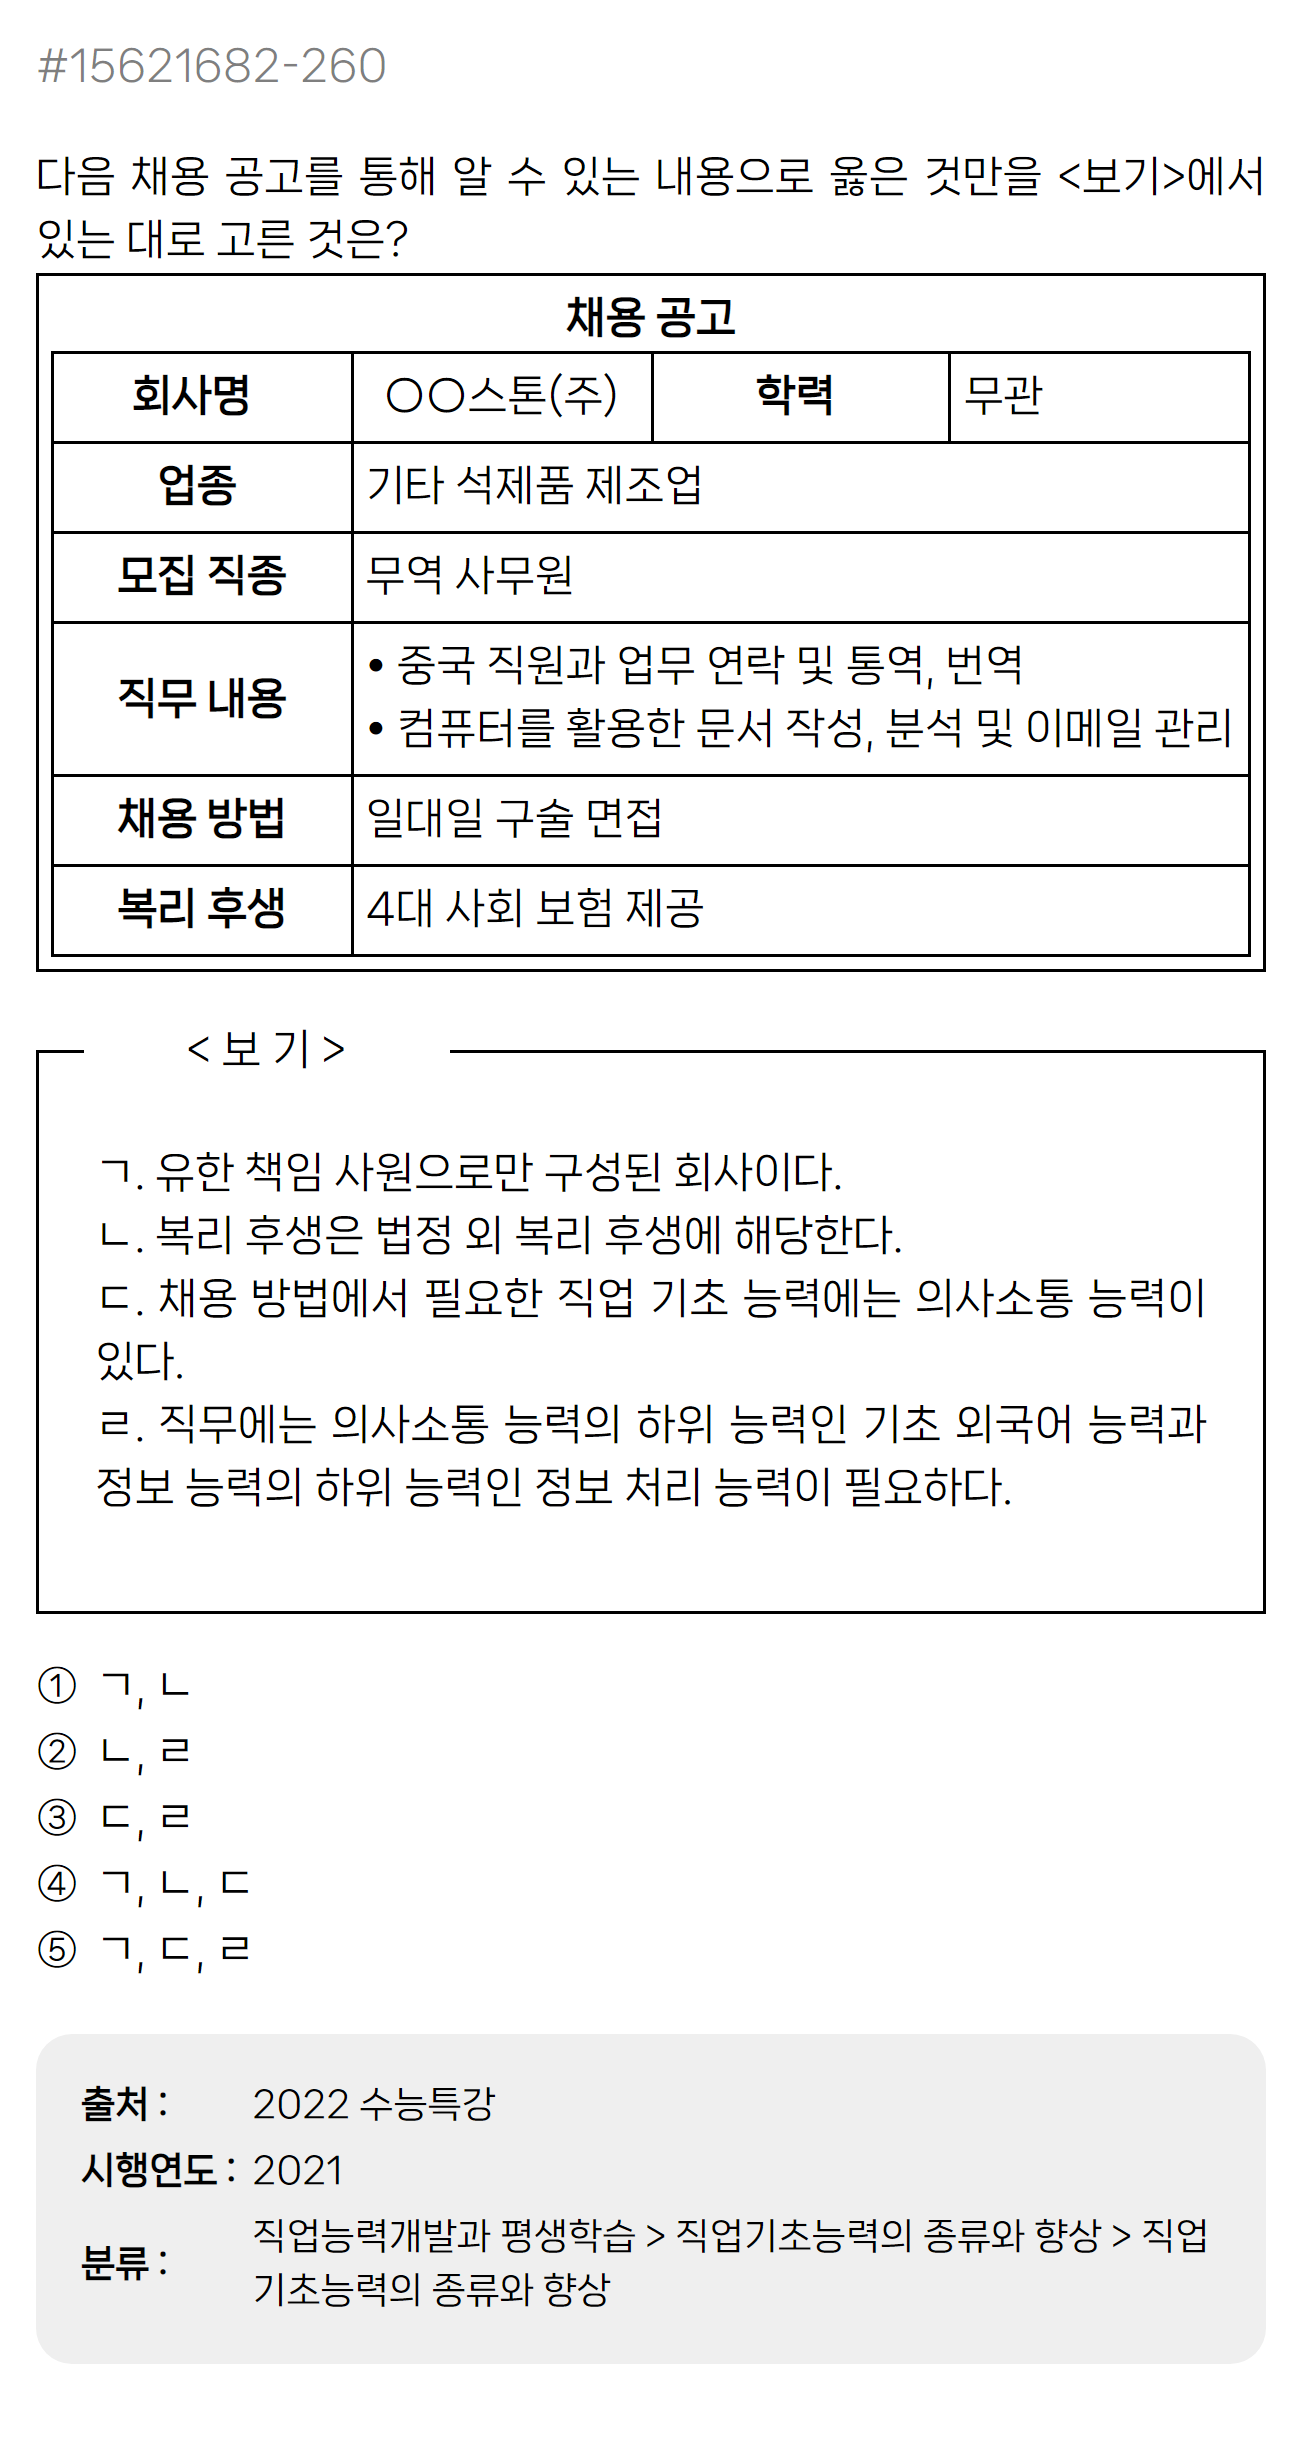 #15621682-260
다음 채용 공고를 통해 알 수 있는 내용으로 옳은 것만을 <보기>에서
있는 대로 고른 것은?
채용 공고
회사명 〇〇스톤(주) 학력 무관
업종 기타 석제품 제조업
모집 직종 무역 사무원
직무 내용 • 중국 직원과 업무 연락 및 통역, 번역
• 컴퓨터를 활용한 문서 작성, 분석 및 이메일 관리
채용 방법 일대일 구술 면접
복리 후생 4대 사회 보험 제공
< 보 기 >
ㄱ. 유한 책임 사원으로만 구성된 회사이다.
ㄴ. 복리 후생은 법정 외 복리 후생에 해당한다.
ㄷ. 채용 방법에서 필요한 직업 기초 능력에는 의사소통 능력이
있다.
ㄹ. 직무에는 의사소통 능력의 하위 능력인 기초 외국어 능력과
정보 능력의 하위 능력인 정보 처리 능력이 필요하다.
① ㄱ, ㄴ
② ㄴ, ㄹ
③ ㄷ, ㄹ
④ ㄱ, ㄴ, ㄷ
⑤ ㄱ, ㄷ, ㄹ
출처 : 2022 수능특강
시행연도 : 2021
분류 : 직업능력개발과 평생학습 > 직업기초능력의 종류와 향상 > 직업
기초능력의 종류와 향상